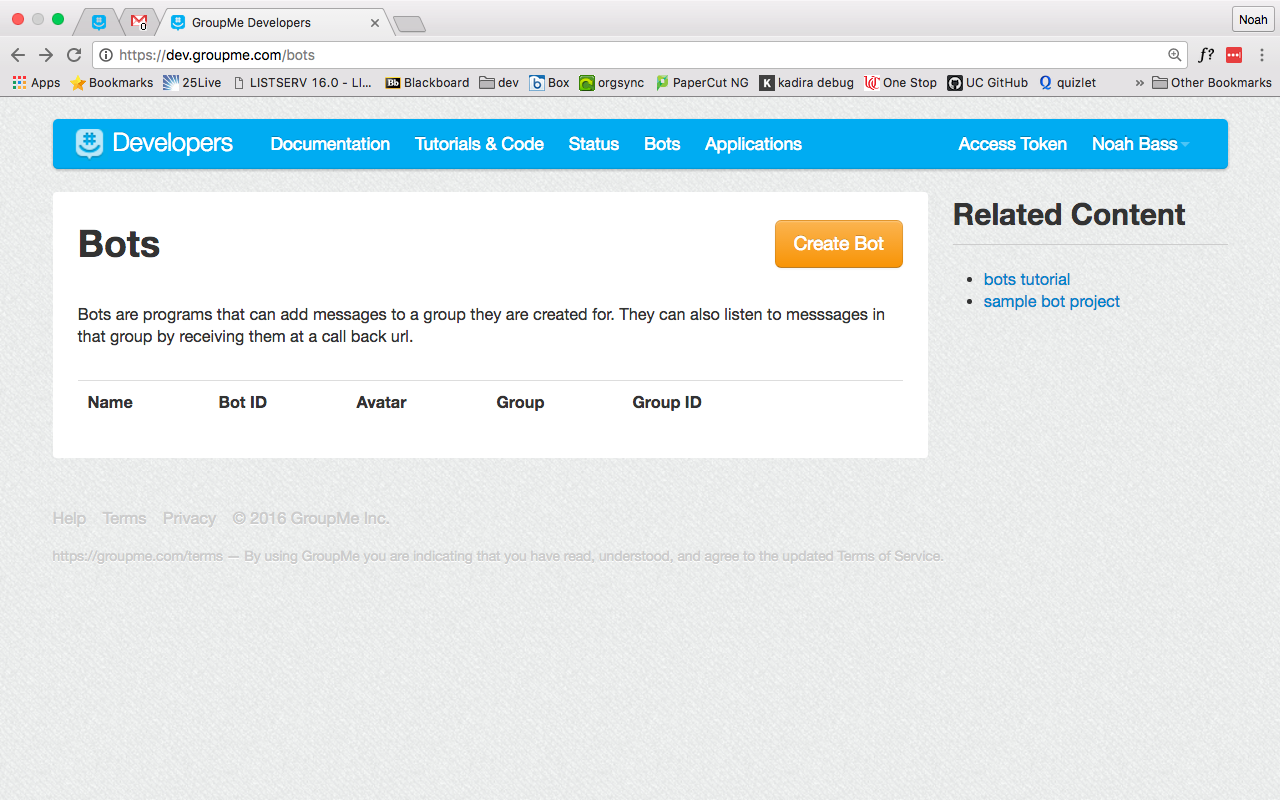 GroupMe Developers
Noah
0
https://dev.groupme.com/bots
f?
Apps Bookmarks 25Live LISTSERV 16.0 - LI... Bb Blackboard dev b Box orgsync PaperCut NG K kadira debug UC One Stop UC GitHub Q quizlet » Other Bookmarks
# Developers Documentation Tutorials & Code Status Bots Applications Access Token Noah Bass
Bots
Create Bot
Related Content
bots tutorial
sample bot project
Bots are programs that can add messages to a group they are created for. They can also listen to messsages in
that group by receiving them at a call back url.
Name Bot ID Avatar Group Group ID
Help Terms Privacy © 2016 GroupMe Inc.
https://groupme.com/terms — By using GroupMe you are indicating that you have read, understood, and agree to the updated Terms of Service.